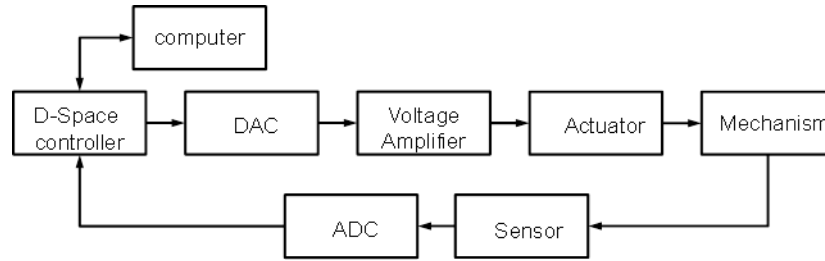 computer
D-Space
controller
DAC
Voltage
Amplifier
Actuator
Mechanism
ADC
Sensor